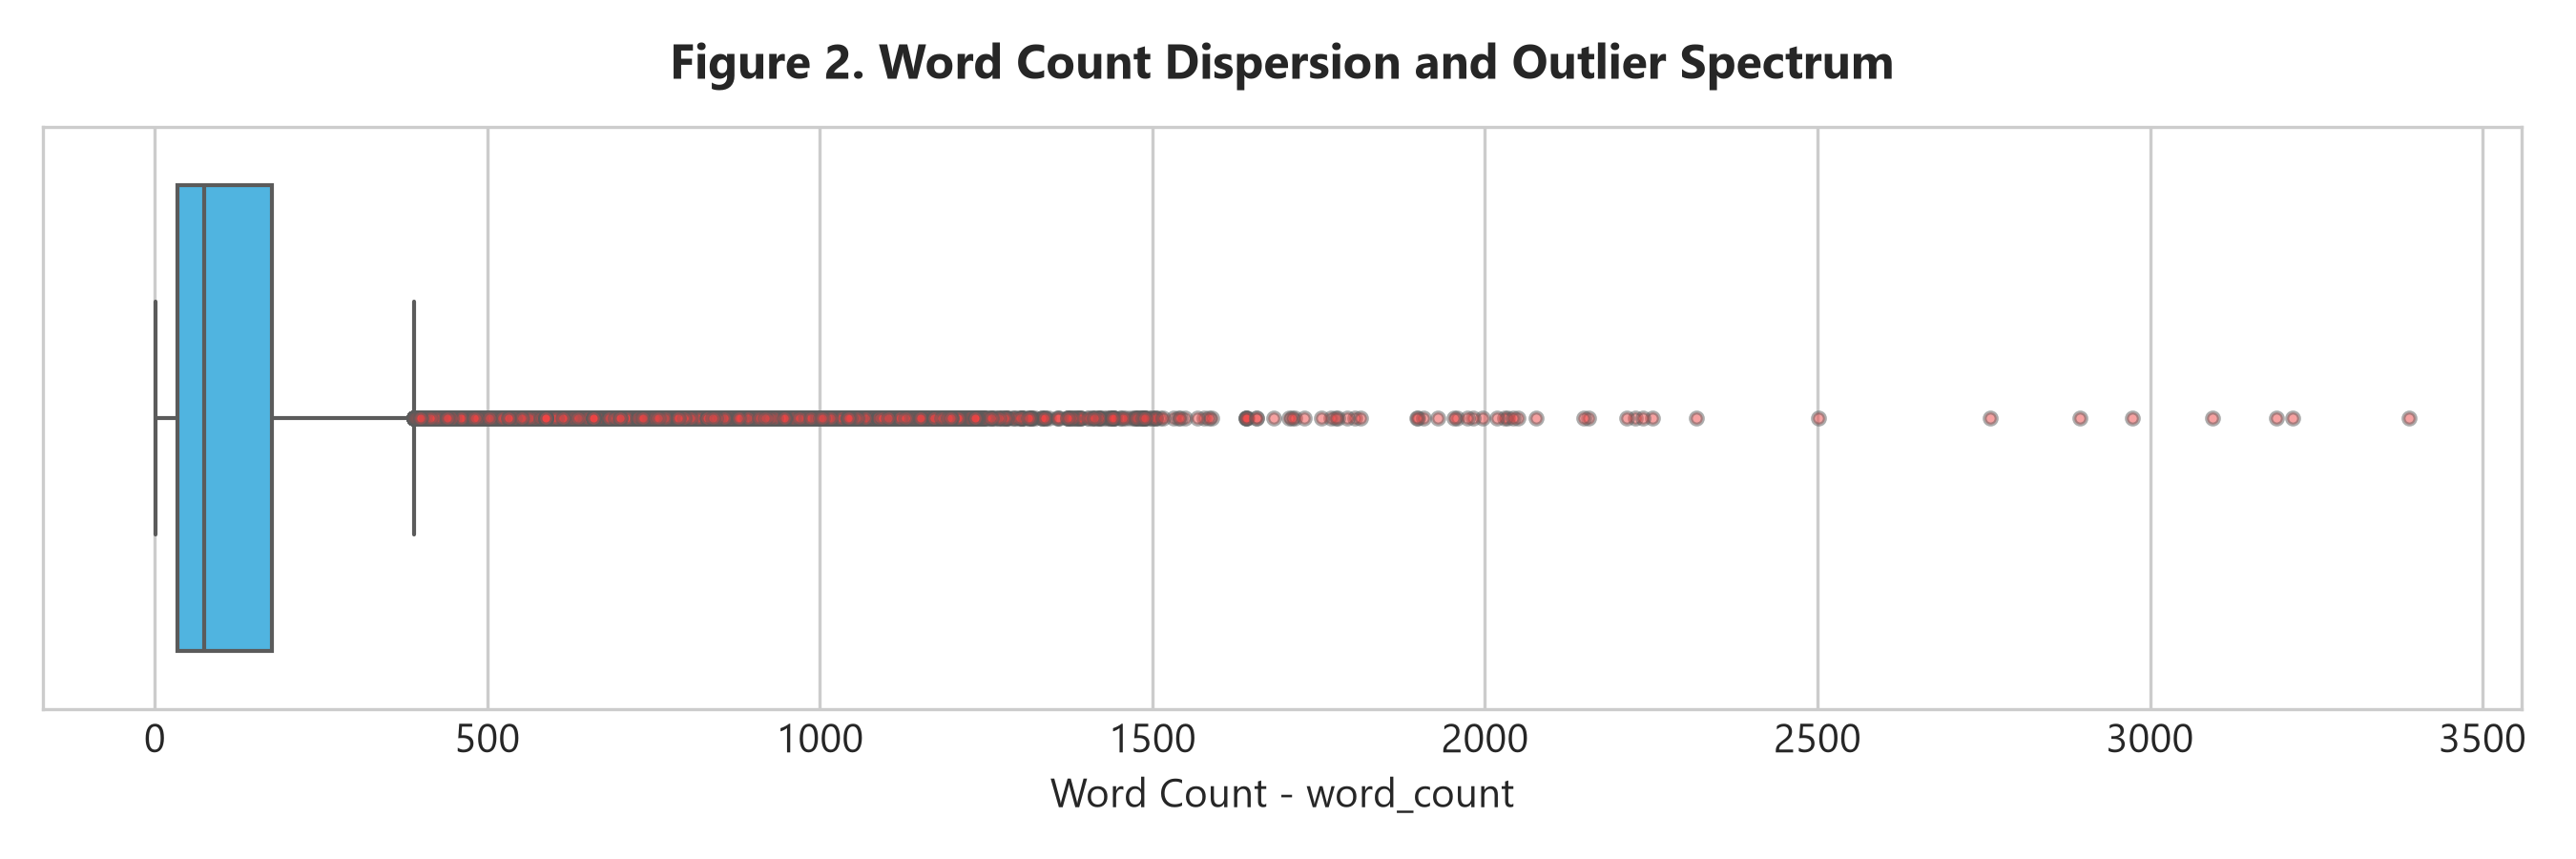 Figure 2. Word Count Dispersion and Outlier Spectrum
0 500 1000 1500 2000 2500 3000 3500
Word Count - word_count